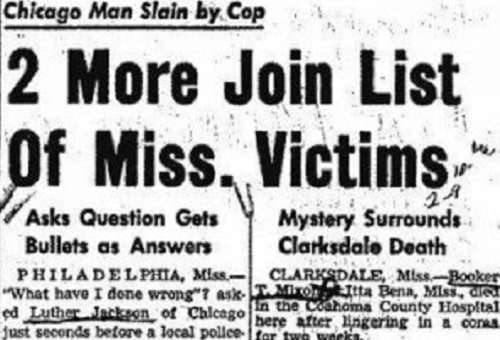 Chicago Man Slain by Cop
2 More Join List
Of Miss. Victims
Asks Question Gets
Bullets as Answers
PHILADELPHIA, Miss.—
"What have I done wrong"? ask-
ed Luther Jackson of Chicago
just seconds before a local police-
Mystery Surrounds
Clarksdale Death
CLARKSDALE, Miss.—Booker
T. Itta Bena, Miss., died
in the Coahoma County Hospital
here after lingering in a coma
for two weeks.
2-9